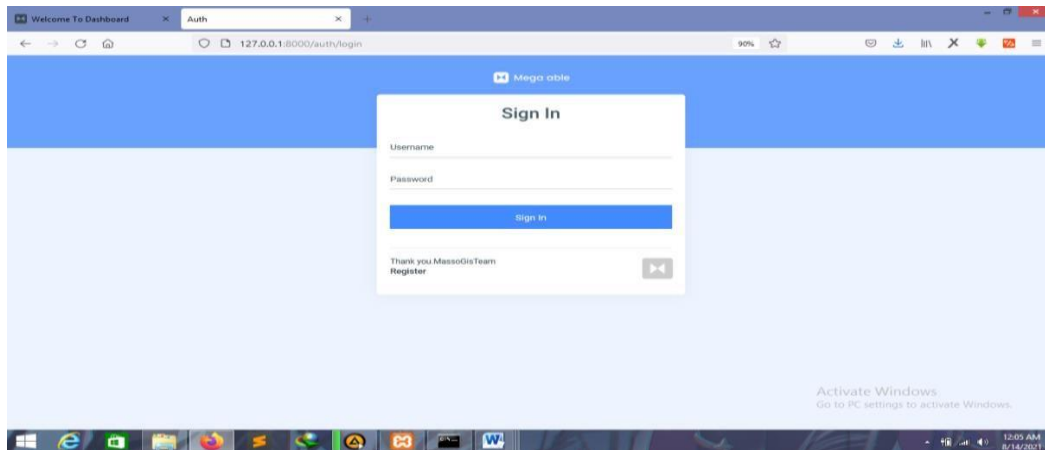 Welcome To Dashboard
Auth
127.0.0.1:8000/auth/login
90%
Mega able
Sign In
Username
Password
Sign In
Thank you.MassoGisTeam
Register
Activate Windows
Go to PC settings to activate Windows.
12:05 AM
8/14/2021